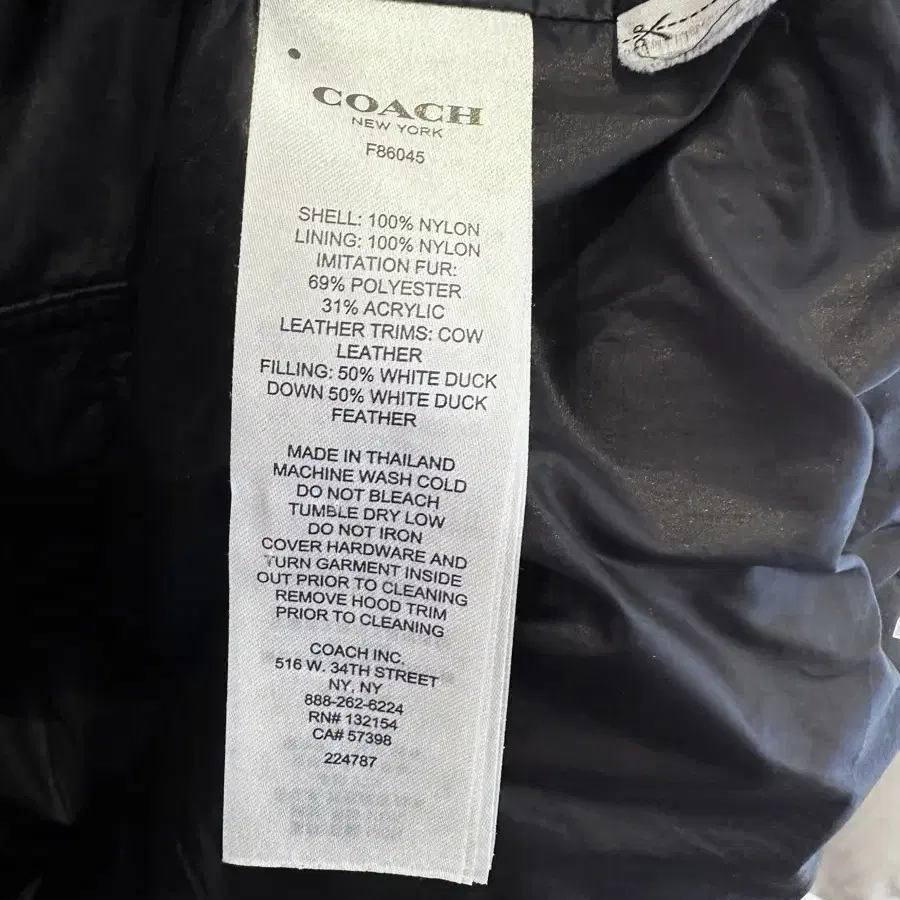 COACH
NEW YORK
F86045
SHELL: 100% NYLON
LINING: 100% NYLON
IMITATION FUR:
69% POLYESTER
31% ACRYLIC
LEATHER TRIMS: COW
LEATHER
FILLING: 50% WHITE DUCK
DOWN 50% WHITE DUCK
FEATHER
MADE IN THAILAND
MACHINE WASH COLD
DO NOT BLEACH
TUMBLE DRY LOW
DO NOT IRON
COVER HARDWARE AND
TURN GARMENT INSIDE
OUT PRIOR TO CLEANING
REMOVE HOOD TRIM
PRIOR TO CLEANING
COACH INC.
516 W. 34TH STREET
NY, NY
888-262-6224
RN# 132154
CA# 57398
224787